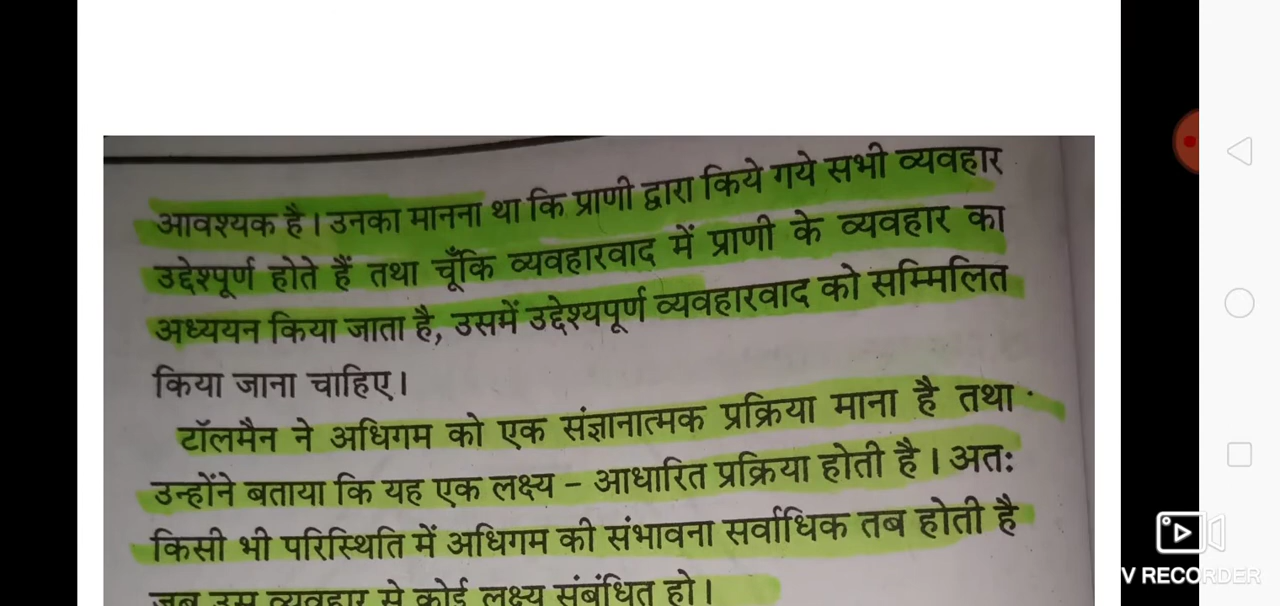 आवश्यक है। उनका मानना था कि प्राणी द्वारा किये गये सभी व्यवहार
उद्देश्पूर्ण होते हैं तथा चूँकि व्यवहारवाद में प्राणी के व्यवहार का
अध्ययन किया जाता है, उसमें उद्देश्यपूर्ण व्यवहारवाद को सम्मिलित
किया जाना चाहिए।
टॉलमैन ने अधिगम को एक संज्ञानात्मक प्रक्रिया माना है तथा
उन्होंने बताया कि यह एक लक्ष्य – आधारित प्रक्रिया होती है। अतः
किसी भी परिस्थिति में अधिगम की संभावना सर्वाधिक तब होती है
जब उस व्यवहार से कोई लक्ष्य संबंधित हो।
V RECORDER